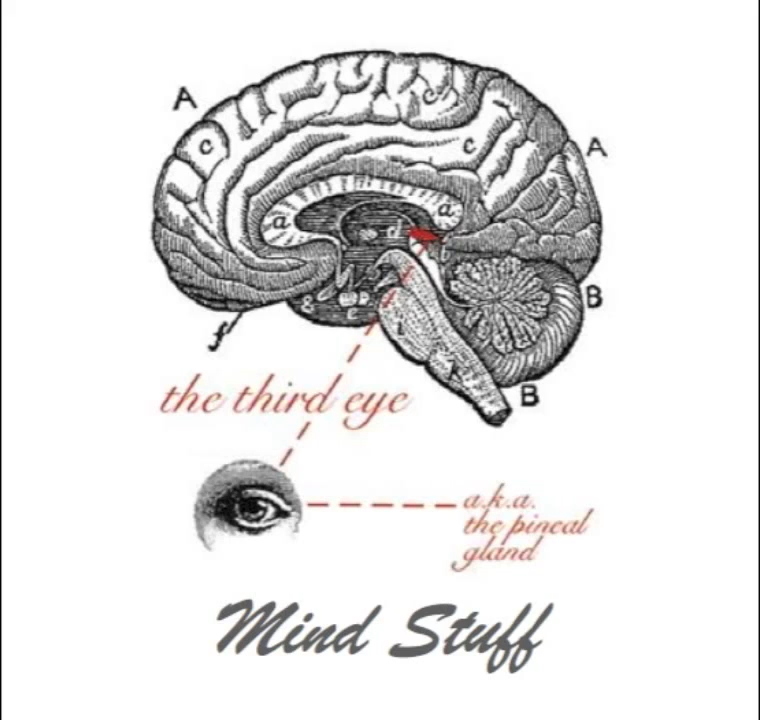 A
c
e
c
A
a
a
d
b
B
g
e
i
f
k
B
the third eye
a.k.a.
the pineal
gland
Mind Stuff